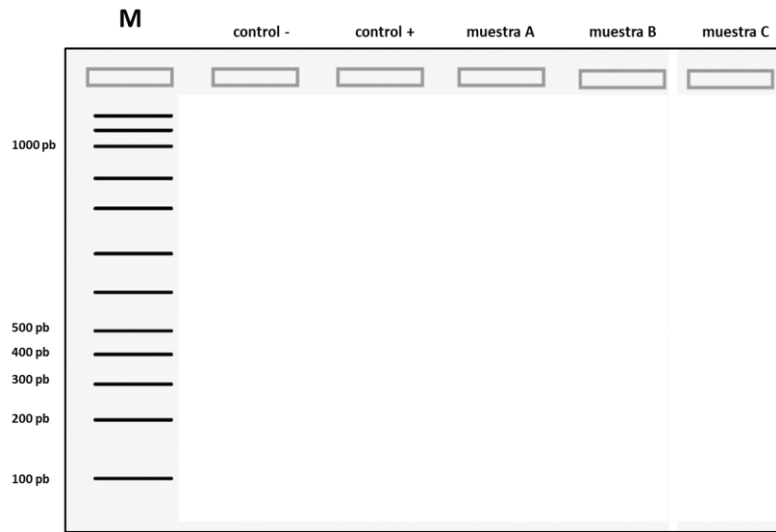 M
control -
control +
muestra A
muestra B
muestra C
1000 pb
500 pb
400 pb
300 pb
200 pb
100 pb